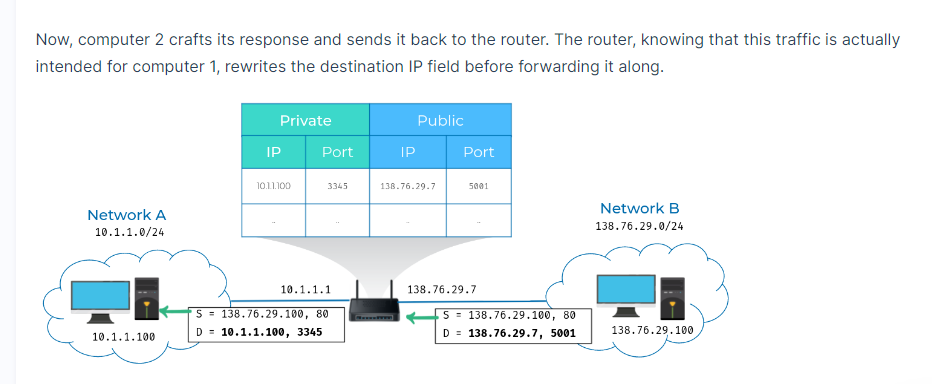 Now, computer 2 crafts its response and sends it back to the router. The router, knowing that this traffic is actually
intended for computer 1, rewrites the destination IP field before forwarding it along.
Private Public
IP Port IP Port
10.1.1.100 3345 138.76.29.7 5001
.. .. .. ..
Network A
10.1.1.0/24
Network B
138.76.29.0/24
10.1.1.1
138.76.29.7
S = 138.76.29.100, 80
D = 10.1.1.100, 3345
S = 138.76.29.100, 80
D = 138.76.29.7, 5001
10.1.1.100
138.76.29.100